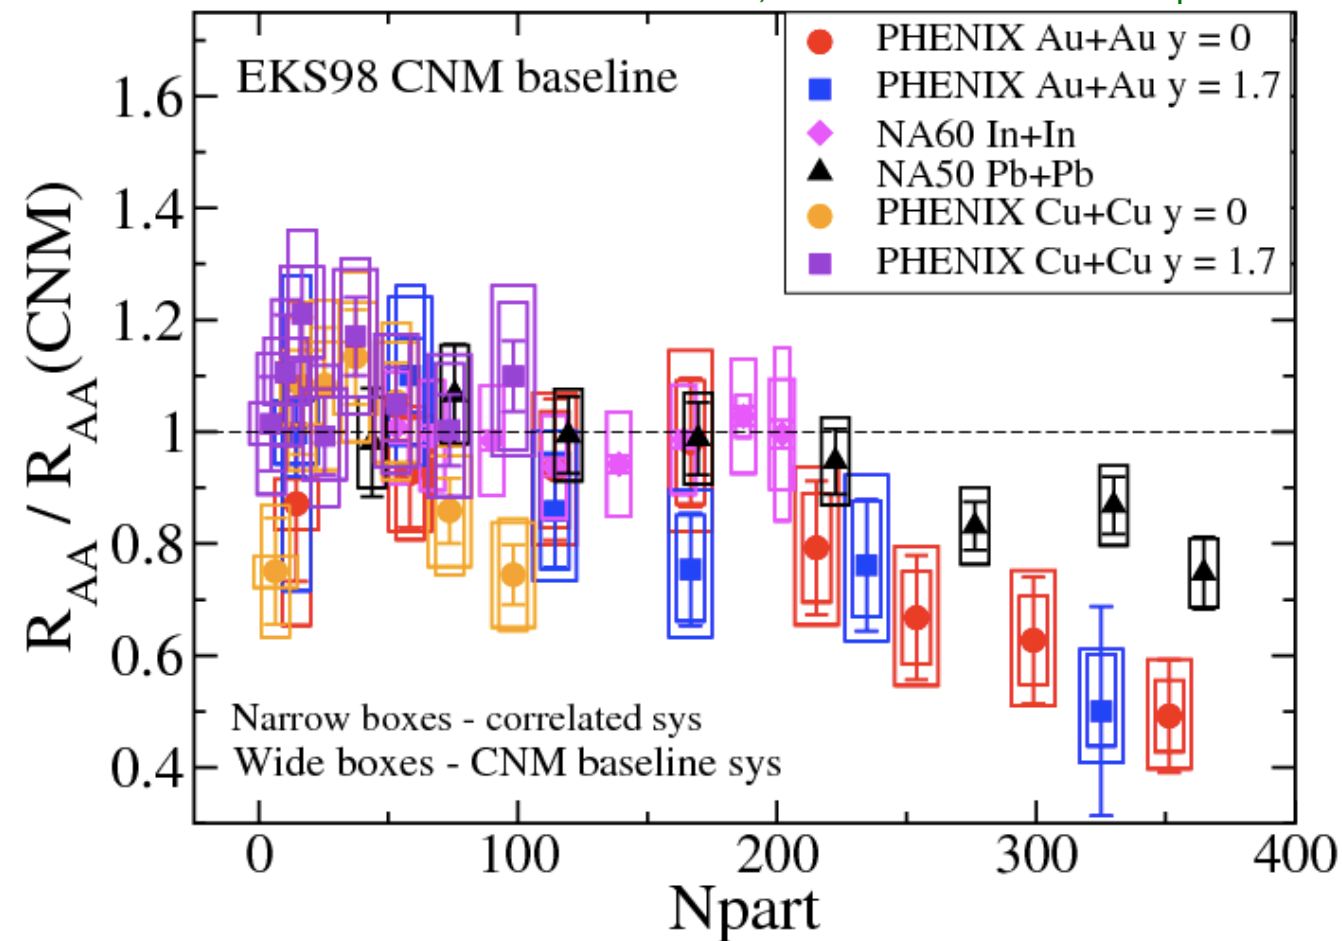 EKS98 CNM baseline
PHENIX Au+Au y = 0
PHENIX Au+Au y = 1.7
NA60 In+In
NA50 Pb+Pb
PHENIX Cu+Cu y = 0
PHENIX Cu+Cu y = 1.7
R_AA / R_AA (CNM)
1.6
1.4
1.2
1
0.8
0.6
0.4
Narrow boxes - correlated sys
Wide boxes - CNM baseline sys
0 100 200 300 400
Npart